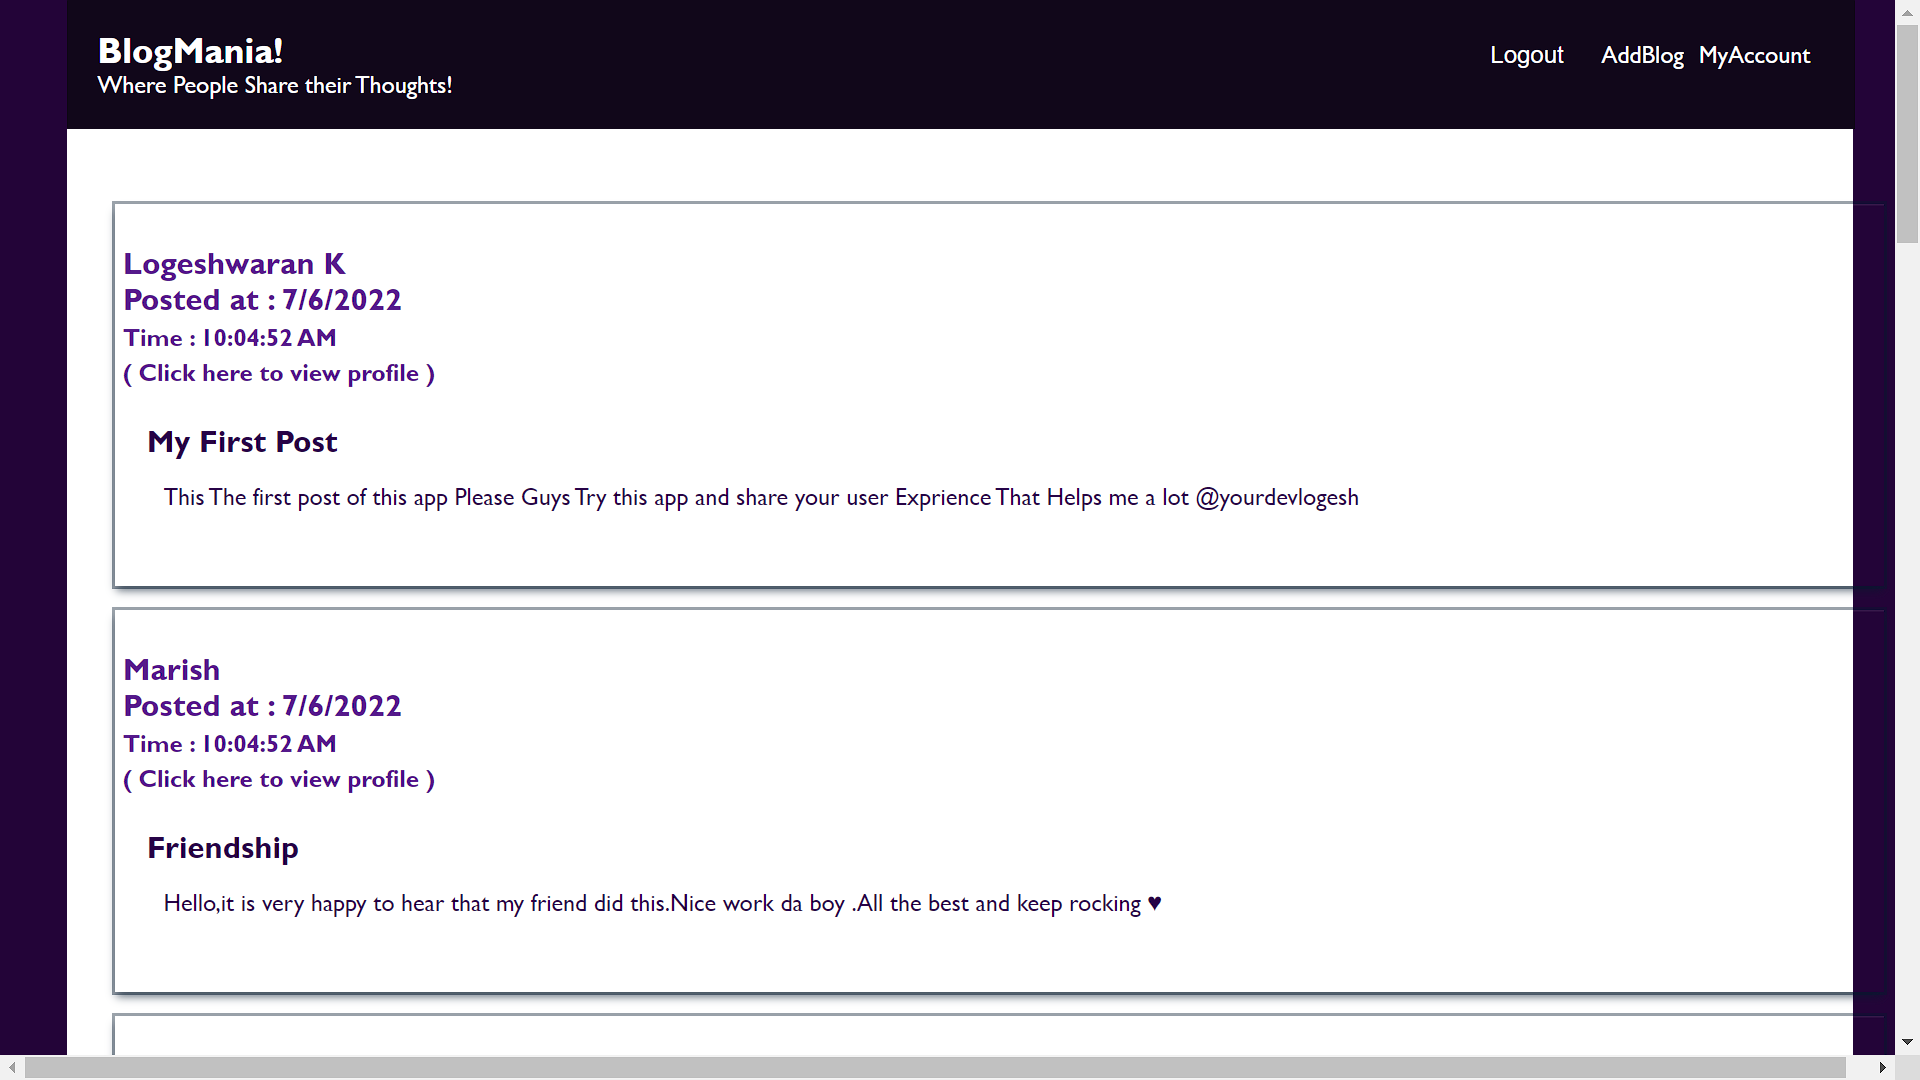 BlogMania!
Where People Share their Thoughts!
Logout AddBlog MyAccount
Logeshwaran K
Posted at : 7/6/2022
Time : 10:04:52 AM
( Click here to view profile )
My First Post
This The first post of this app Please Guys Try this app and share your user Exprience That Helps me a lot @yourdevlogesh
Marish
Posted at : 7/6/2022
Time : 10:04:52 AM
( Click here to view profile )
Friendship
Hello,it is very happy to hear that my friend did this.Nice work da boy .All the best and keep rocking ♥